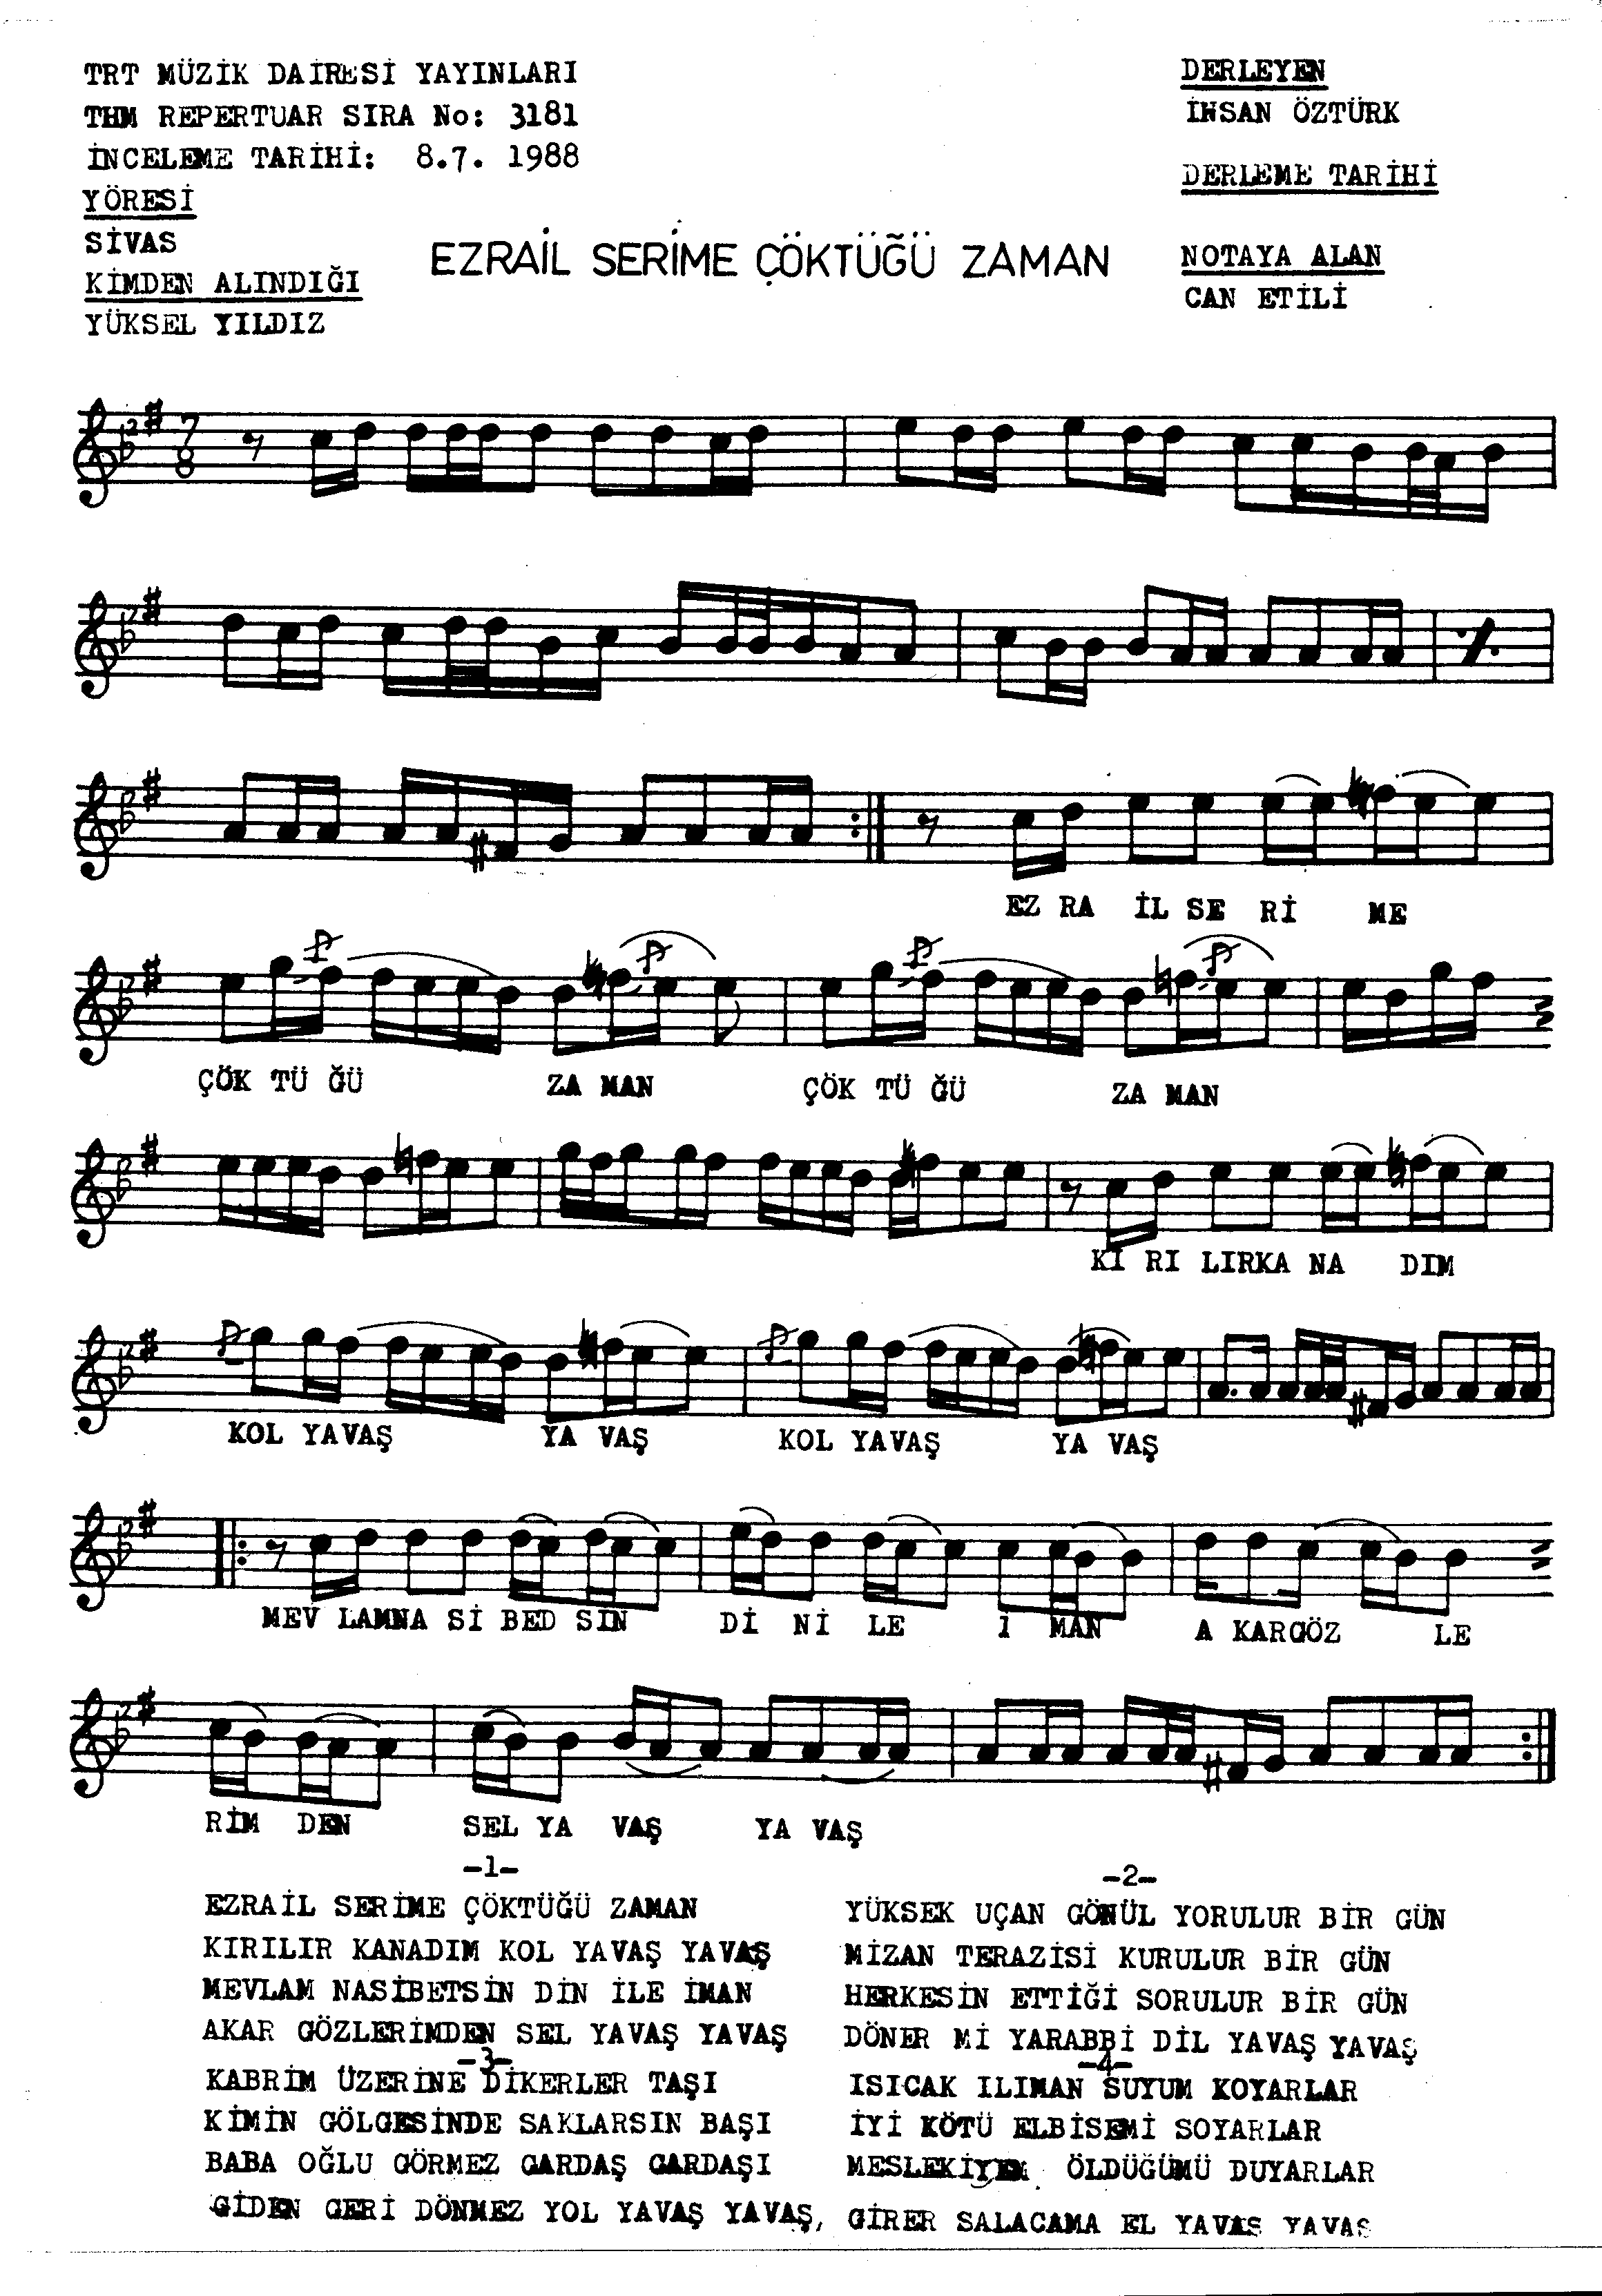 TRT MÜZİK DAİRESİ YAYINLARI
THM REPERTUAR SIRA No: 3181
İNCELEME TARİHİ: 8.7. 1988
YÖRESİ
SİVAS
KİMDEN ALINDIĞI
YÜKSEL YILDIZ
EZRAİL SERİME ÇÖKTÜĞÜ ZAMAN
DERLEYEN
İHSAN ÖZTÜRK
DERLEME TARİHİ
NOTAYA ALAN
CAN ETİLİ
7
8
EZ RA İL SE Rİ ME
ÇÖK TÜ ĞÜ ZA MAN ÇÖK TÜ ĞÜ ZA MAN
KI RI LIRKA NA DIM
KOL YAVAŞ YA VAŞ KOL YAVAŞ YA VAŞ
MEV LAMNA Sİ BED SIN Dİ Nİ LE İ MAN A KARGÖZ LE
RİM DEN SEL YA VAŞ YA VAŞ
-1-
EZRAİL SERİME ÇÖKTÜĞÜ ZAMAN
KIRILIR KANADIM KOL YAVAŞ YAVAŞ
MEVLAM NASİBETSİN DİN İLE İMAN
AKAR GÖZLERİMDEN SEL YAVAŞ YAVAŞ
-2-
YÜKSEK UÇAN GÖNÜL YORULUR BİR GÜN
MİZAN TERAZİSİ KURULUR BİR GÜN
HERKESİN ETTİĞİ SORULUR BİR GÜN
DÖNER Mİ YARABBİ DİL YAVAŞ YAVAŞ
-3-
KABRİM ÜZERİNE DİKERLER TAŞI
KİMİN GÖLGESİNDE SAKLARSIN BAŞI
BABA OĞLU GÖRMEZ GARDAŞ GARDAŞI
GİDEN GERİ DÖNMEZ YOL YAVAŞ YAVAŞ,
-4-
ISICAK ILIMAN SUYUM KOYARLAR
İYİ KÖTÜ ELBİSEMİ SOYARLAR
MESLEKİYEM ÖLDÜĞÜMÜ DUYARLAR
GİRER SALACAMA EL YAVAŞ YAVAŞ